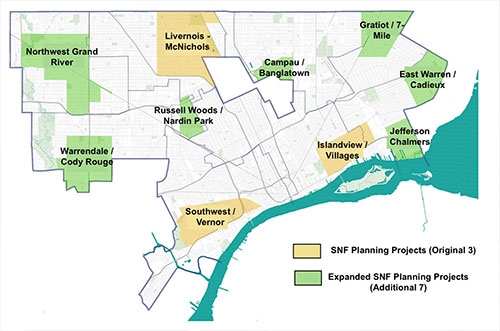 Livernois -
McNichols
Gratiot / 7-
Mile
Northwest Grand
River
Campau /
Banglatown
East Warren /
Cadieux
Russell Woods /
Nardin Park
Jefferson
Chalmers
Warrendale /
Cody Rouge
Islandview /
Villages
Southwest /
Vernor
SNF Planning Projects (Original 3)
Expanded SNF Planning Projects
(Additional 7)